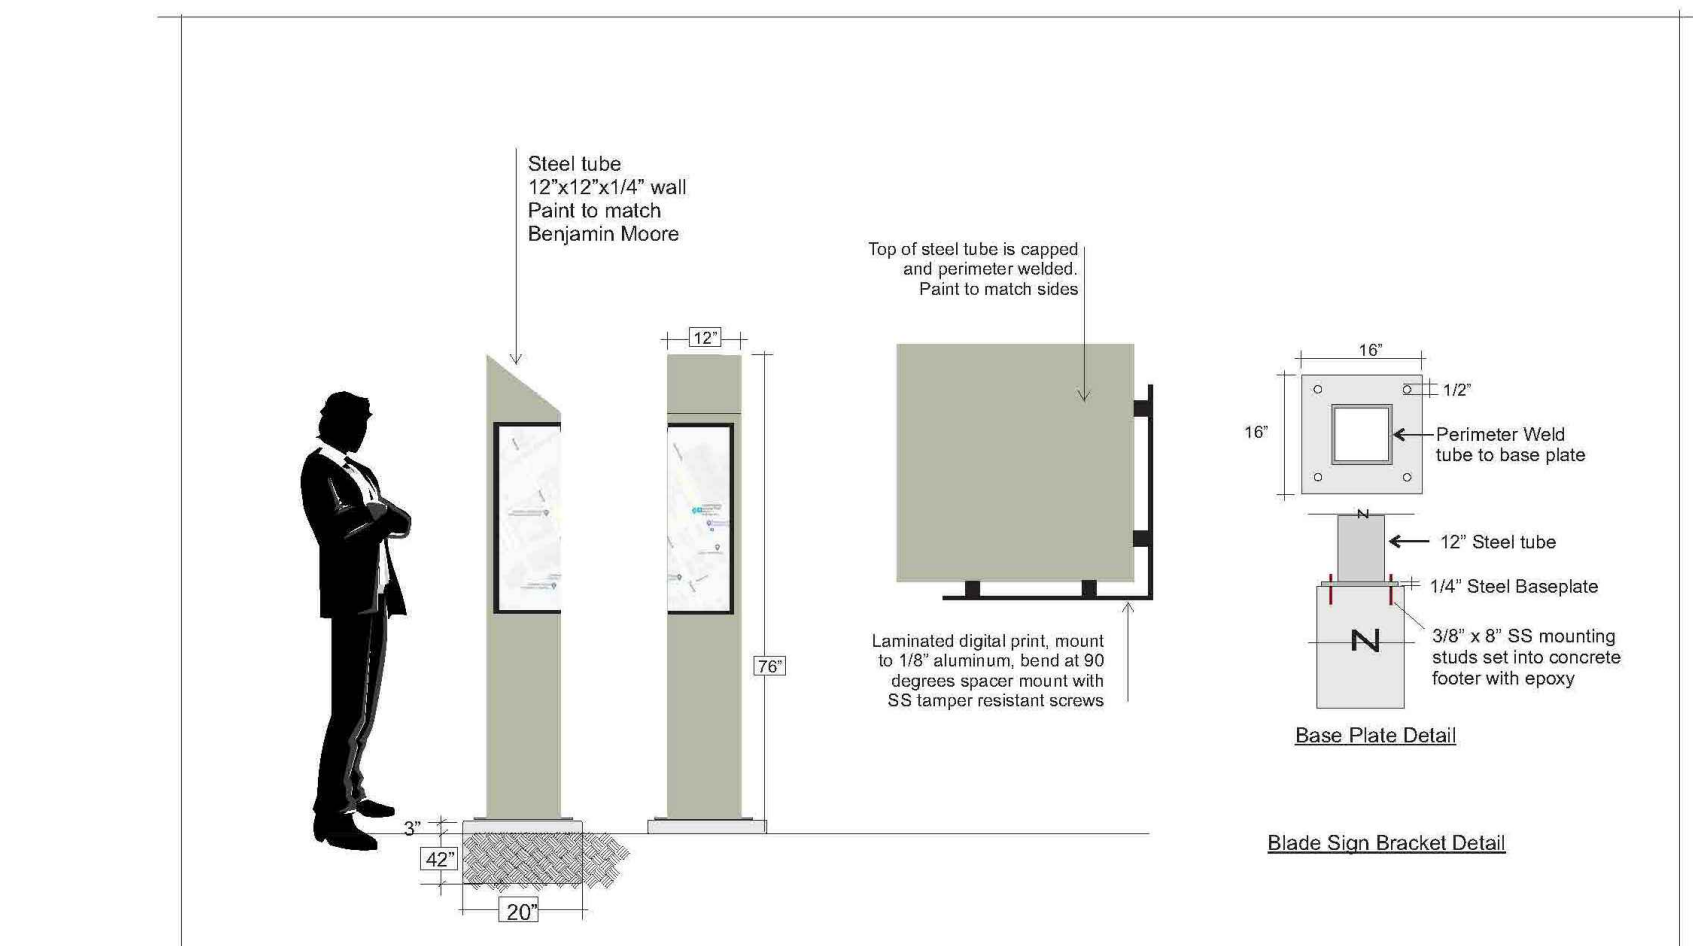 Steel tube
12”x12”x1/4” wall
Paint to match
Benjamin Moore
Top of steel tube is capped
and perimeter welded.
Paint to match sides
12”
76”
3”
42”
20”
Laminated digital print, mount
to 1/8” aluminum, bend at 90
degrees spacer mount with
SS tamper resistant screws
16”
1/2”
16”
Perimeter Weld
tube to base plate
12” Steel tube
1/4” Steel Baseplate
3/8” x 8” SS mounting
studs set into concrete
footer with epoxy
Base Plate Detail
Blade Sign Bracket Detail